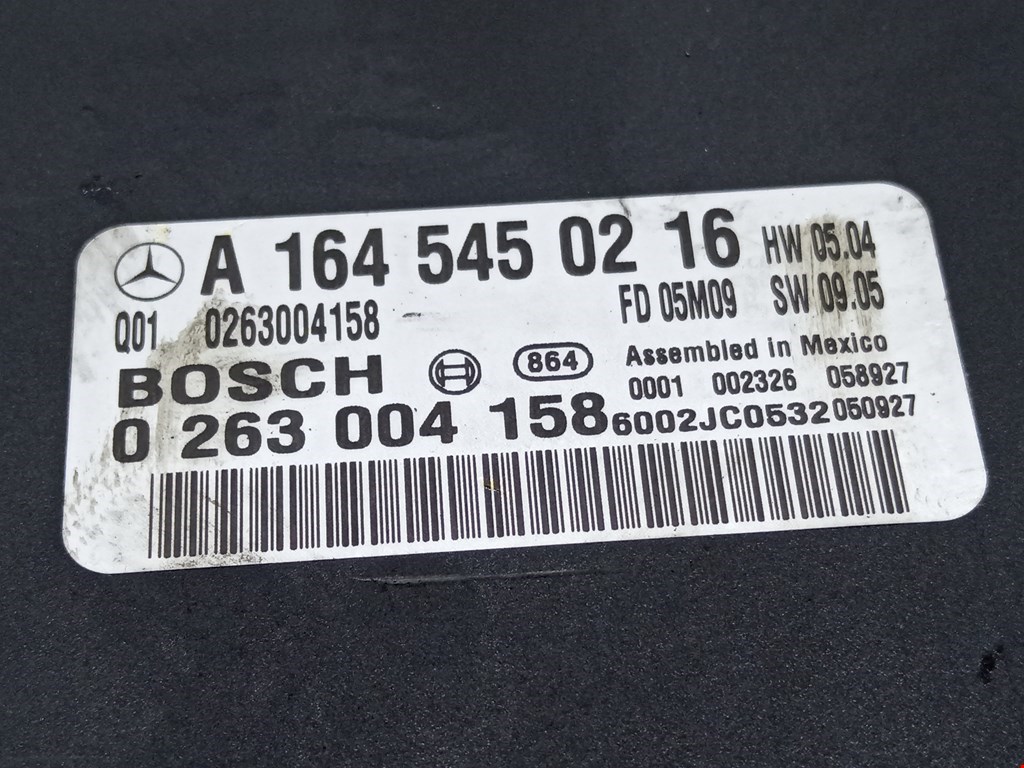 A 164 545 02 16 HW 05.04
Q01 0263004158 FD 05M09 SW 09.05
BOSCH 864 Assembled in Mexico
0001 002326 058927
0 263 004 158 6002JC0532 050927